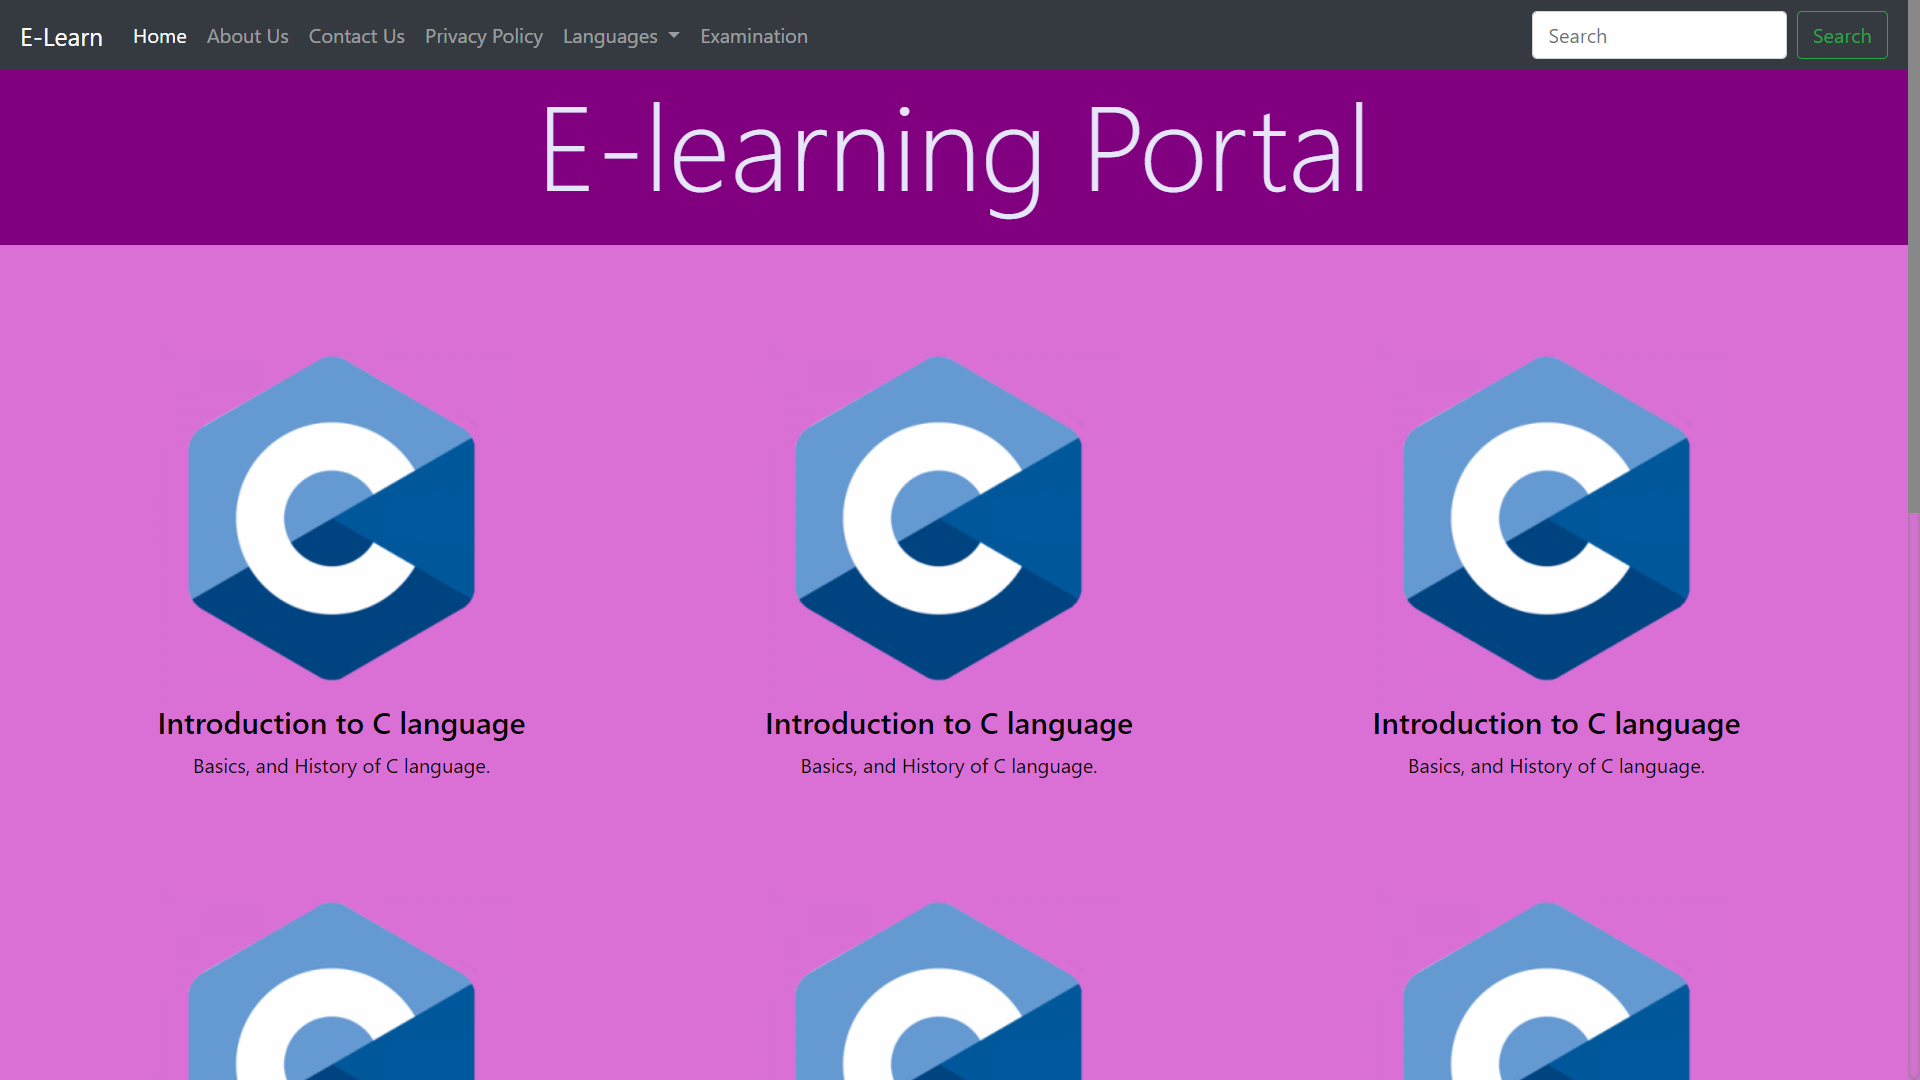 E-Learn Home About Us Contact Us Privacy Policy Languages Examination Search Search
E-learning Portal
Introduction to C language Introduction to C language Introduction to C language
Basics, and History of C language. Basics, and History of C language. Basics, and History of C language.